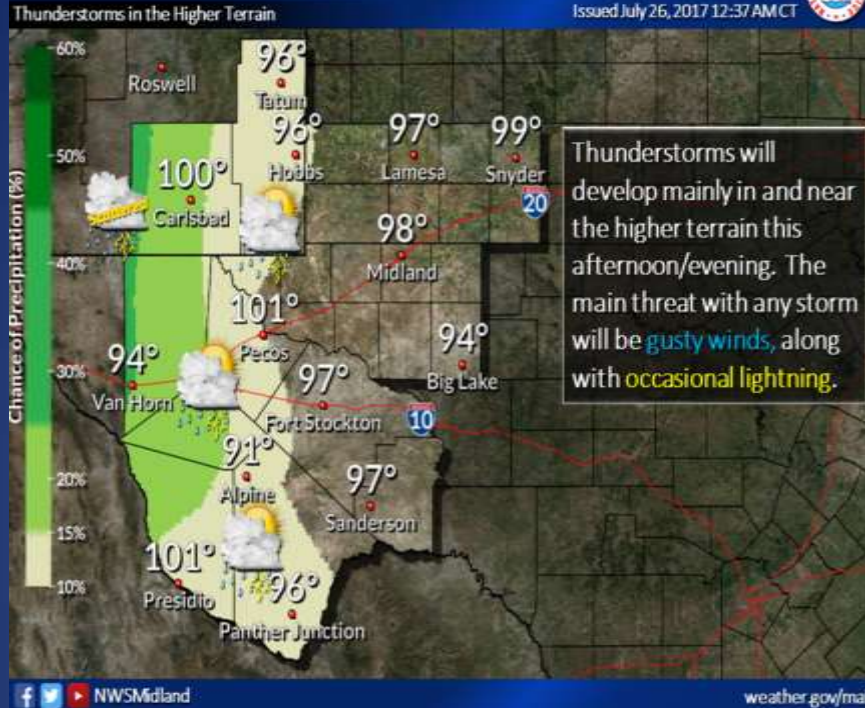 Thunderstorms in the Higher Terrain
Issued July 26, 2017 12:37 AM CT
Chance of Precipitation (%)
60%
50%
40%
30%
20%
15%
10%
Roswell
96°
Tatum
96°
Hobbs
97°
Lamesa
99°
Snyder
20
Scattered
100°
Carlsbad
98°
Midland
101°
Pecos
94°
Big Lake
94°
Van Horn
97°
Fort Stockton
10
91°
Alpine
97°
Sanderson
101°
Presidio
96°
Panther Junction
Thunderstorms will
develop mainly in and near
the higher terrain this
afternoon/evening. The
main threat with any storm
will be gusty winds, along
with occasional lightning.
NWSMidland
weather.gov/ma